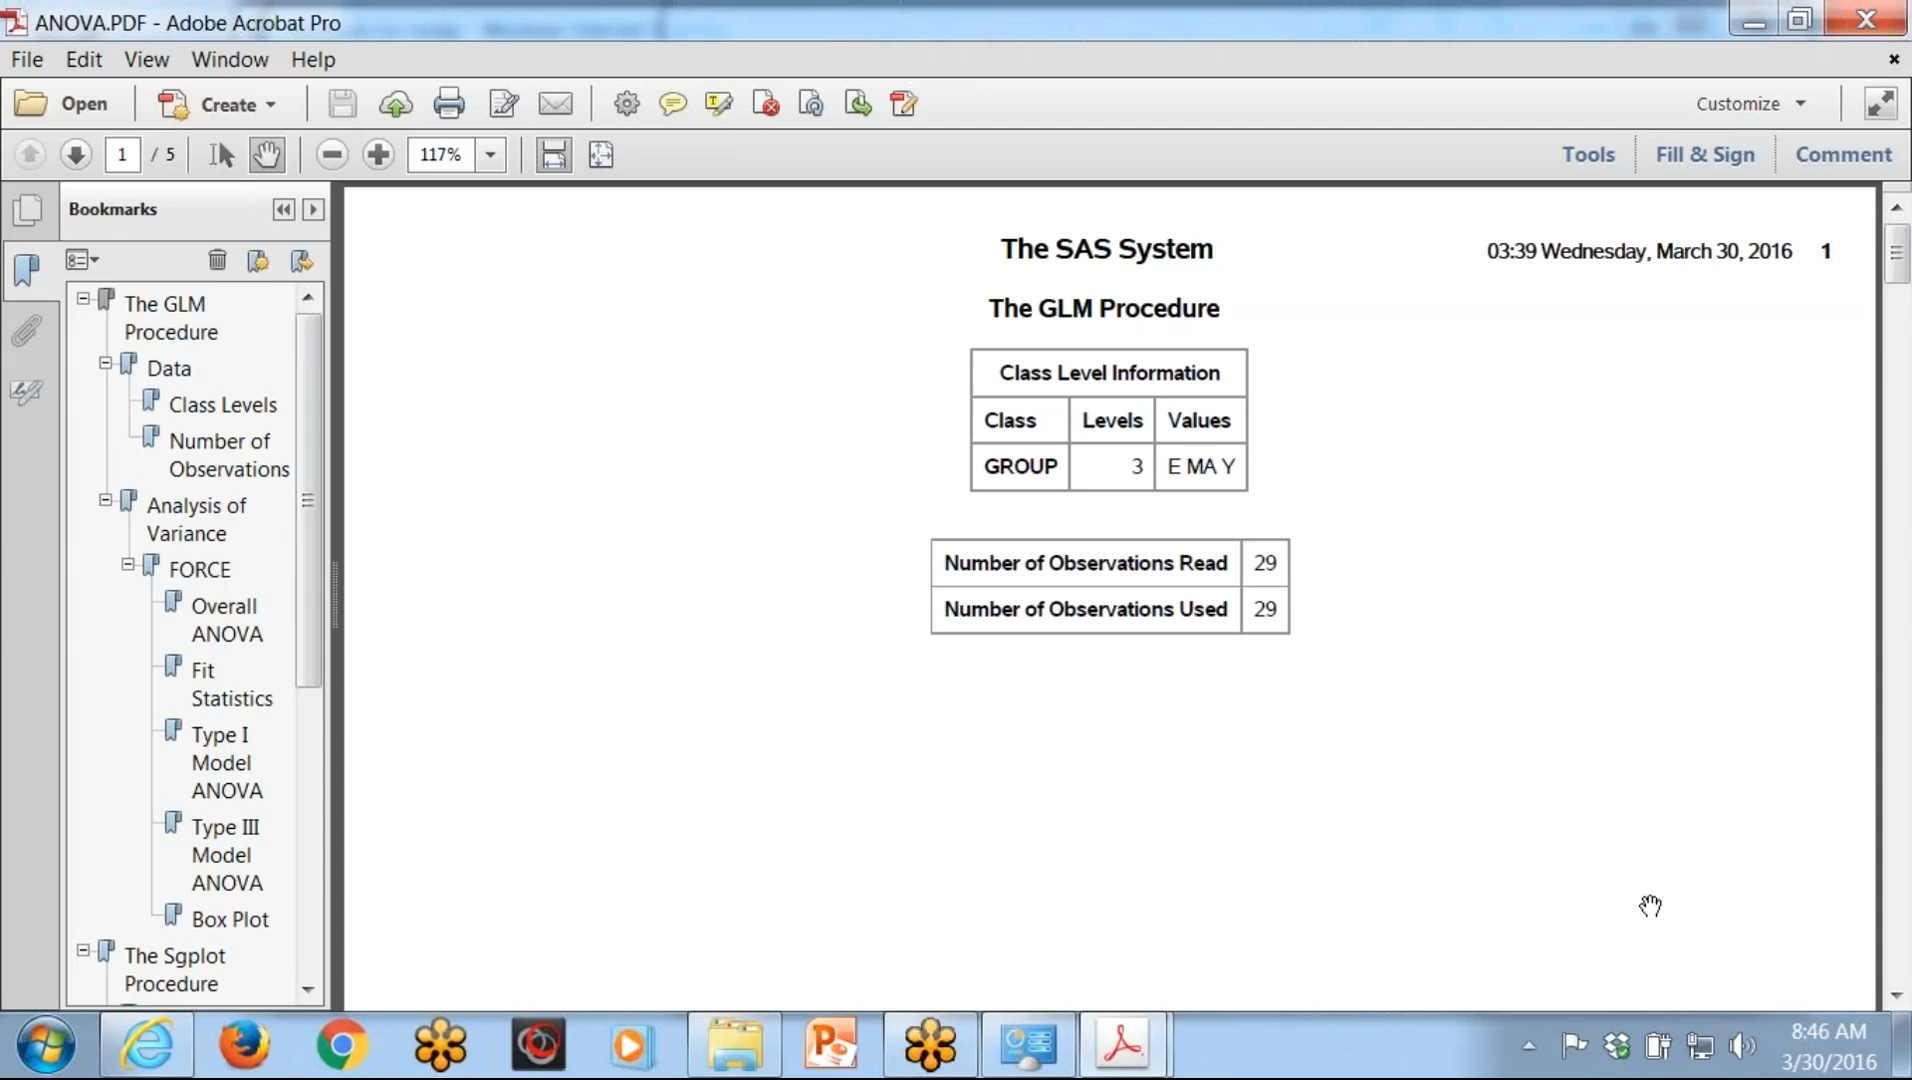 ANOVA.PDF - Adobe Acrobat Pro
File Edit View Window Help
Open Create Customize
1 / 5 117% Tools Fill & Sign Comment
Bookmarks
The GLM
Procedure
Data
Class Levels
Number of
Observations
Analysis of
Variance
FORCE
Overall
ANOVA
Fit
Statistics
Type I
Model
ANOVA
Type III
Model
ANOVA
Box Plot
The Sgplot
Procedure
The SAS System 03:39 Wednesday, March 30, 2016 1
The GLM Procedure
Class Level Information
Class Levels Values
GROUP 3 E MA Y
Number of Observations Read 29
Number of Observations Used 29
8:46 AM
3/30/2016